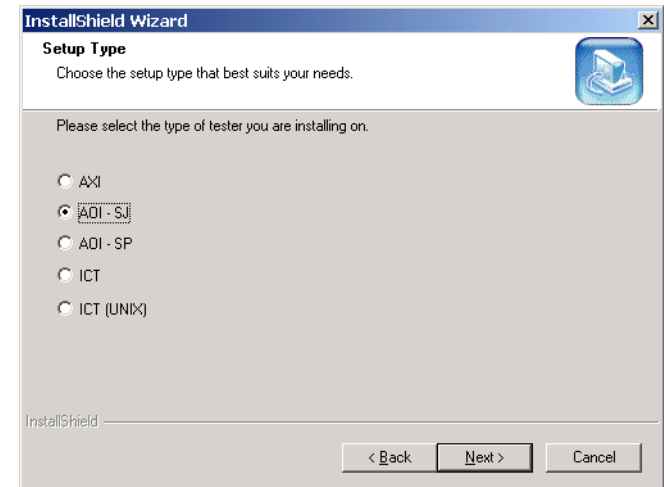 InstallShield Wizard
Setup Type
Choose the setup type that best suits your needs.
Please select the type of tester you are installing on.
AXI
AOI - SJ
AOI - SP
ICT
ICT (UNIX)
InstallShield
< Back Next > Cancel